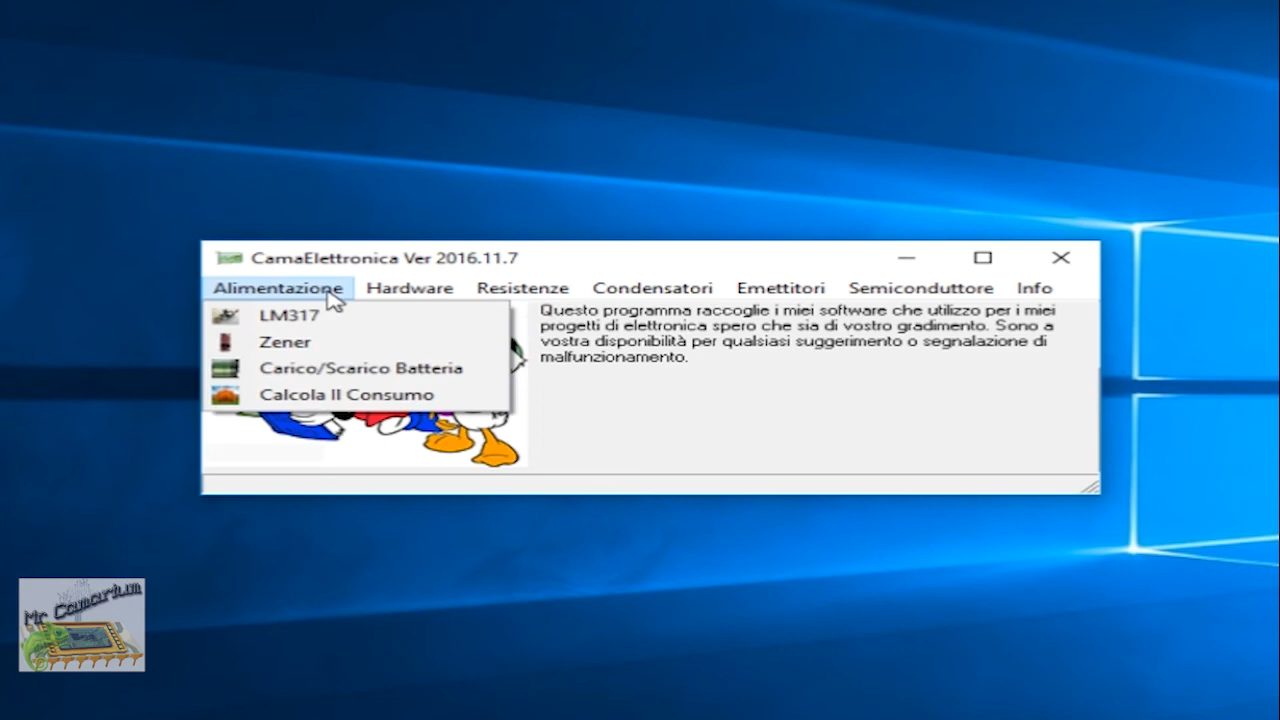 CamaElettronica Ver 2016.11.7
Alimentazione Hardware Resistenze Condensatori Emettitori Semiconduttore Info
LM317
Zener
Carico/Scarico Batteria
Calcola Il Consumo
Questo programma raccoglie i miei software che utilizzo per i miei
progetti di elettronica spero che sia di vostro gradimento. Sono a
vostra disponibilità per qualsiasi suggerimento o segnalazione di
malfunzionamento.
Mr Camarlium